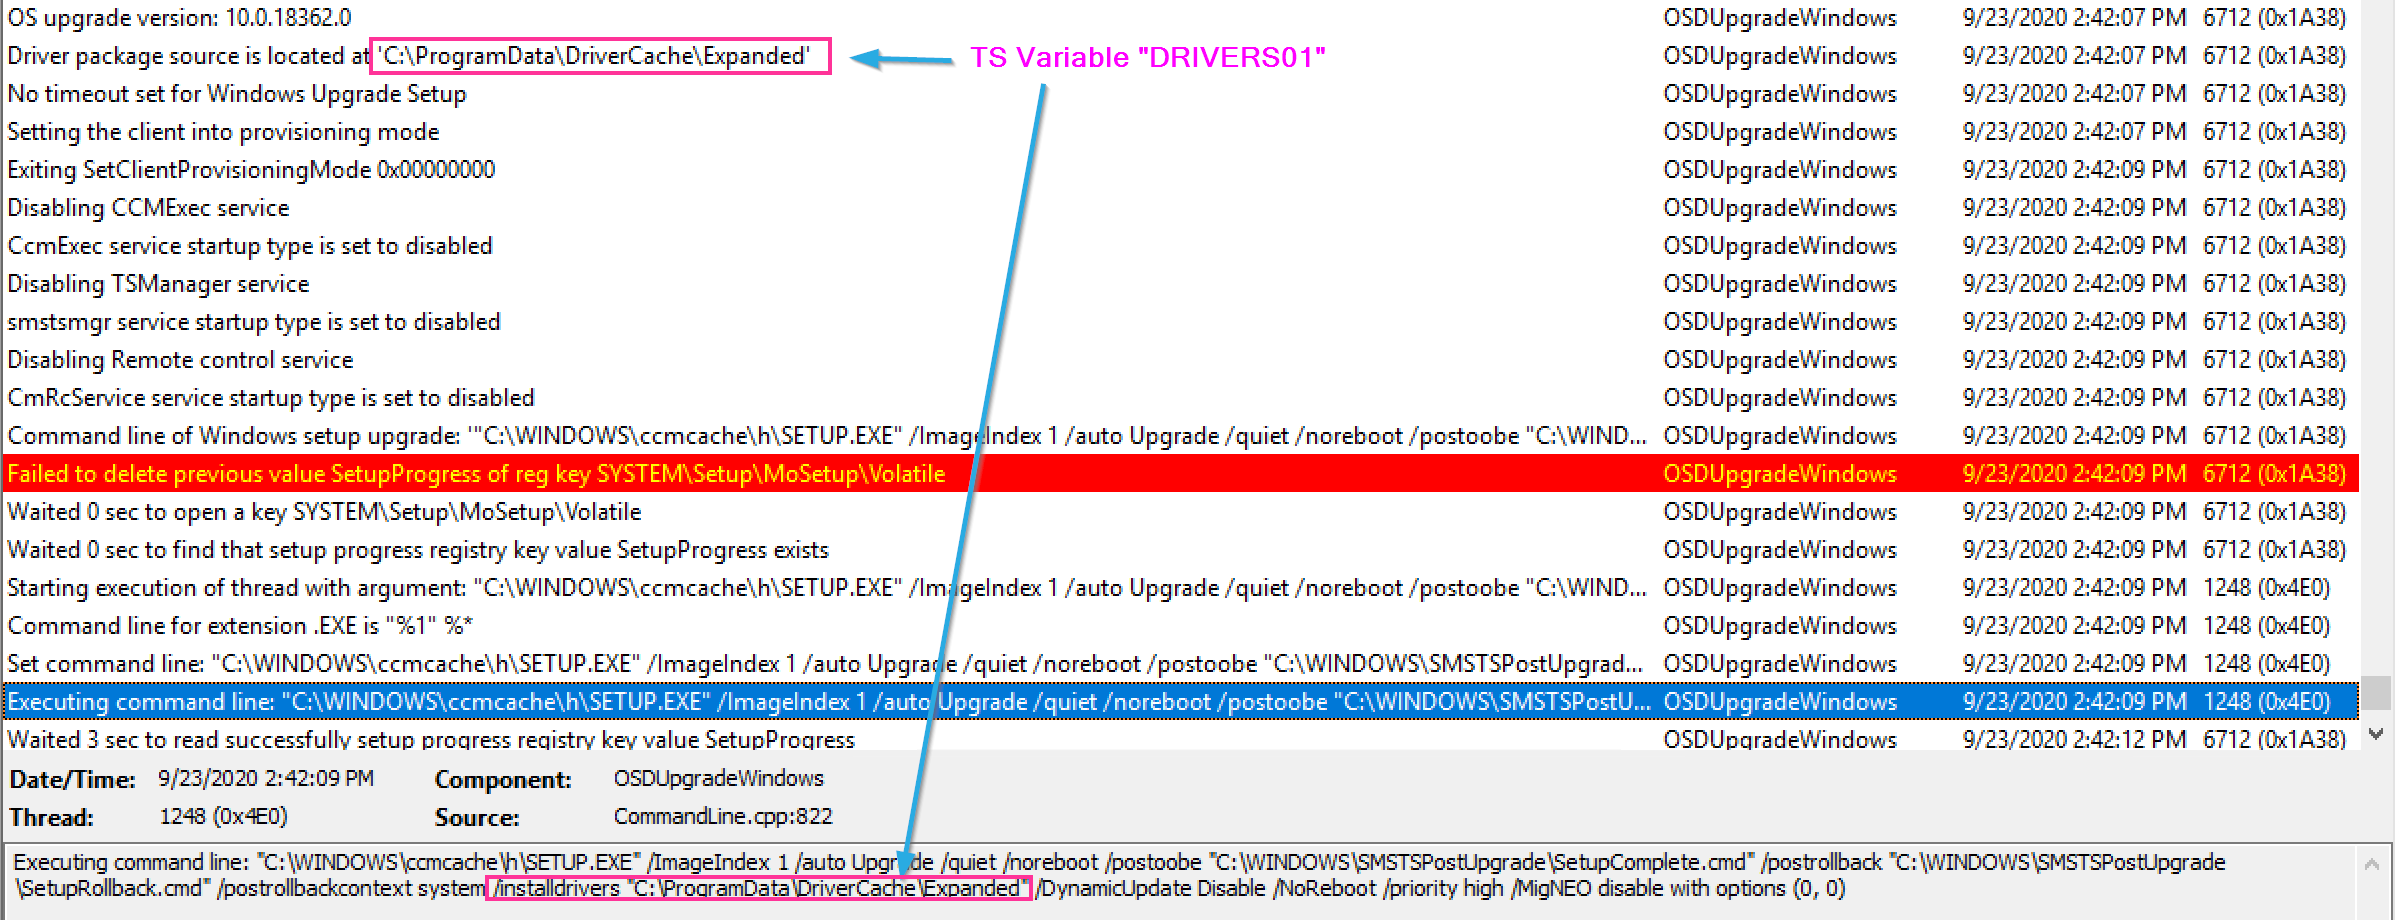 OS upgrade version: 10.0.18362.0 OSDUpgradeWindows 9/23/2020 2:42:07 PM 6712 (0x1A38)
Driver package source is located at 'C:\ProgramData\DriverCache\Expanded' TS Variable "DRIVERS01" OSDUpgradeWindows 9/23/2020 2:42:07 PM 6712 (0x1A38)
No timeout set for Windows Upgrade Setup OSDUpgradeWindows 9/23/2020 2:42:07 PM 6712 (0x1A38)
Setting the client into provisioning mode OSDUpgradeWindows 9/23/2020 2:42:07 PM 6712 (0x1A38)
Exiting SetClientProvisioningMode 0x00000000 OSDUpgradeWindows 9/23/2020 2:42:09 PM 6712 (0x1A38)
Disabling CCMExec service OSDUpgradeWindows 9/23/2020 2:42:09 PM 6712 (0x1A38)
CcmExec service startup type is set to disabled OSDUpgradeWindows 9/23/2020 2:42:09 PM 6712 (0x1A38)
Disabling TSManager service OSDUpgradeWindows 9/23/2020 2:42:09 PM 6712 (0x1A38)
smstsmgr service startup type is set to disabled OSDUpgradeWindows 9/23/2020 2:42:09 PM 6712 (0x1A38)
Disabling Remote control service OSDUpgradeWindows 9/23/2020 2:42:09 PM 6712 (0x1A38)
CmRcService service startup type is set to disabled OSDUpgradeWindows 9/23/2020 2:42:09 PM 6712 (0x1A38)
Command line of Windows setup upgrade: '"C:\WINDOWS\ccmcache\h\SETUP.EXE" /ImageIndex 1 /auto Upgrade /quiet /noreboot /postoobe "C:\WIND... OSDUpgradeWindows 9/23/2020 2:42:09 PM 6712 (0x1A38)
Failed to delete previous value SetupProgress of reg key SYSTEM\Setup\MoSetup\Volatile OSDUpgradeWindows 9/23/2020 2:42:09 PM 6712 (0x1A38)
Waited 0 sec to open a key SYSTEM\Setup\MoSetup\Volatile OSDUpgradeWindows 9/23/2020 2:42:09 PM 6712 (0x1A38)
Waited 0 sec to find that setup progress registry key value SetupProgress exists OSDUpgradeWindows 9/23/2020 2:42:09 PM 6712 (0x1A38)
Starting execution of thread with argument: "C:\WINDOWS\ccmcache\h\SETUP.EXE" /ImageIndex 1 /auto Upgrade /quiet /noreboot /postoobe "C:\WIND... OSDUpgradeWindows 9/23/2020 2:42:09 PM 1248 (0x4E0)
Command line for extension .EXE is "%1" %* OSDUpgradeWindows 9/23/2020 2:42:09 PM 1248 (0x4E0)
Set command line: "C:\WINDOWS\ccmcache\h\SETUP.EXE" /ImageIndex 1 /auto Upgrade /quiet /noreboot /postoobe "C:\WINDOWS\SMSTSPostUpgrad... OSDUpgradeWindows 9/23/2020 2:42:09 PM 1248 (0x4E0)
Executing command line: "C:\WINDOWS\ccmcache\h\SETUP.EXE" /ImageIndex 1 /auto Upgrade /quiet /noreboot /postoobe "C:\WINDOWS\SMSTSPostU... OSDUpgradeWindows 9/23/2020 2:42:09 PM 1248 (0x4E0)
Waited 3 sec to read successfully setup progress registry key value SetupProgress OSDUpgradeWindows 9/23/2020 2:42:12 PM 6712 (0x1A38)
Date/Time: 9/23/2020 2:42:09 PM Component: OSDUpgradeWindows
Thread: 1248 (0x4E0) Source: CommandLine.cpp:822
Executing command line: "C:\WINDOWS\ccmcache\h\SETUP.EXE" /ImageIndex 1 /auto Upgrade /quiet /noreboot /postoobe "C:\WINDOWS\SMSTSPostUpgrade\SetupComplete.cmd" /postrollback "C:\WINDOWS\SMSTSPostUpgrade
\SetupRollback.cmd" /postrollbackcontext system /installdrivers "C:\ProgramData\DriverCache\Expanded" /DynamicUpdate Disable /NoReboot /priority high /MigNEO disable with options (0, 0)